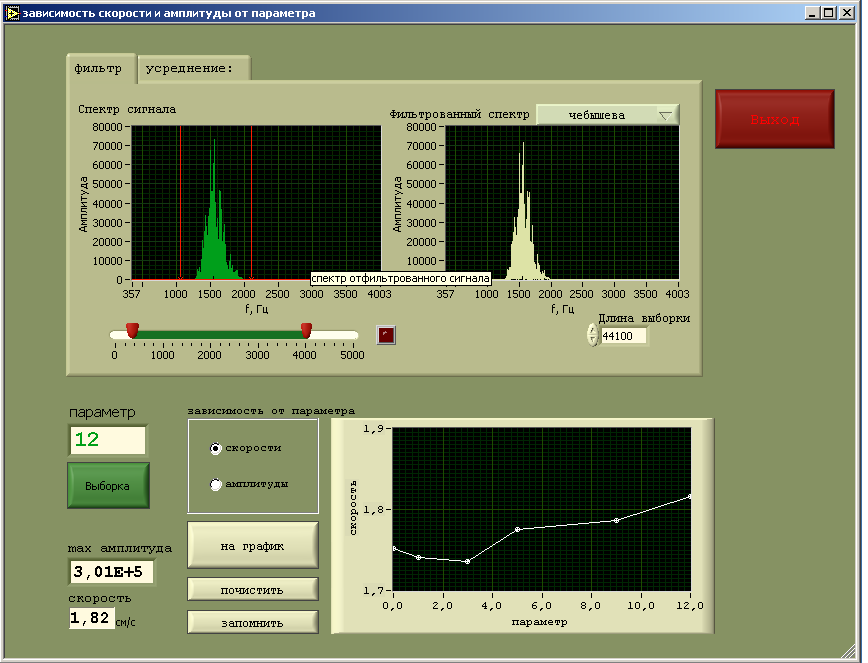 зависимость скорости и амплитуды от параметра
фильтр
усреднение:
Спектр сигнала
Фильтрованный спектр
чебышева
Выход
80000
70000
60000
50000
40000
30000
20000
10000
0
Амплитуда
357 1000 1500 2000 2500 3000 3500 4003
f, Гц
80000
70000
60000
50000
40000
30000
20000
10000
Амплитуда
357 1000 1500 2000 2500 3000 3500 4003
f, Гц
спектр отфильтрованного сигнала
0 1000 2000 3000 4000 5000
Длина выборки
44100
параметр
12
Выборка
max амплитуда
3,01E+5
скорость
1,82 см/с
зависимость от параметра
скорости
амплитуды
на график
почистить
запомнить
1,9
1,8
1,7
скорость
0,0 2,0 4,0 6,0 8,0 10,0 12,0
параметр